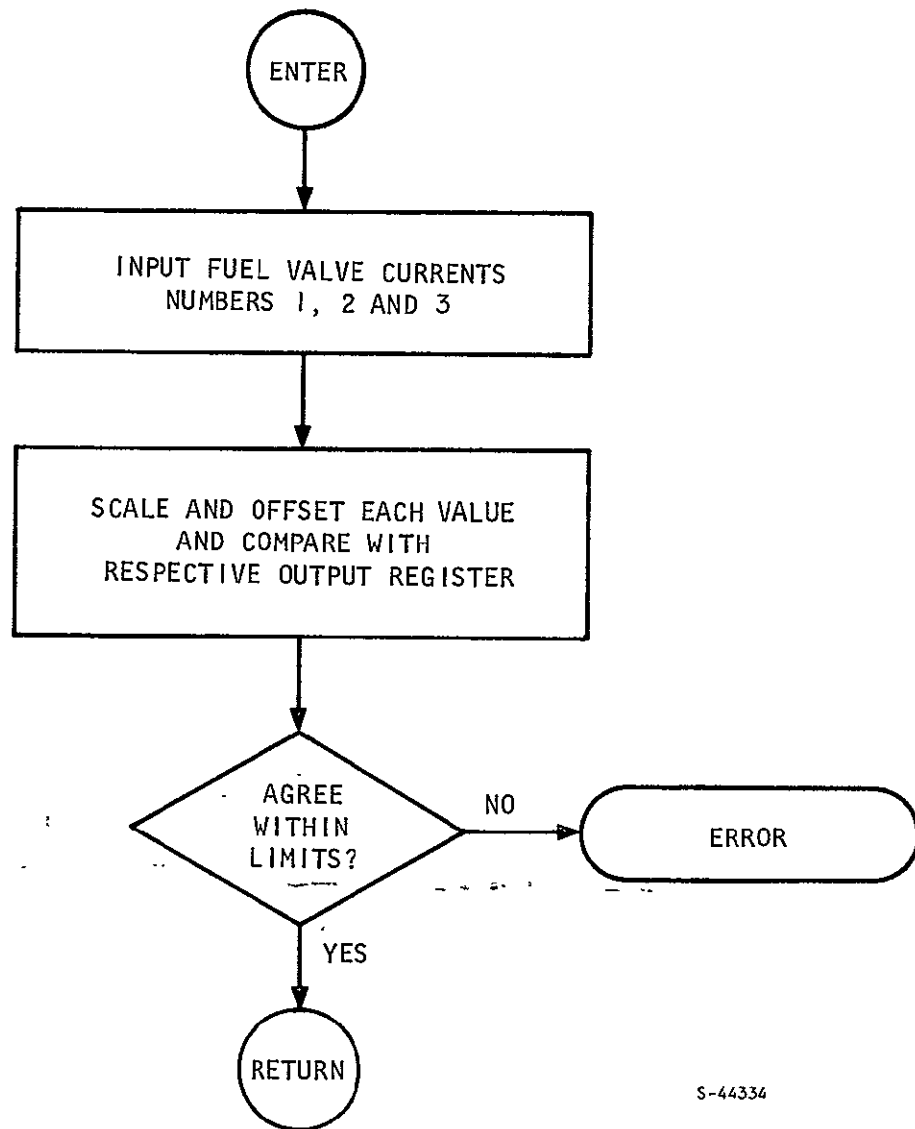 ENTER
INPUT FUEL VALVE CURRENTS
NUMBERS 1, 2 AND 3
SCALE AND OFFSET EACH VALUE
AND COMPARE WITH
RESPECTIVE OUTPUT REGISTER
AGREE
WITHIN
LIMITS?
NO
ERROR
YES
RETURN
S-44334